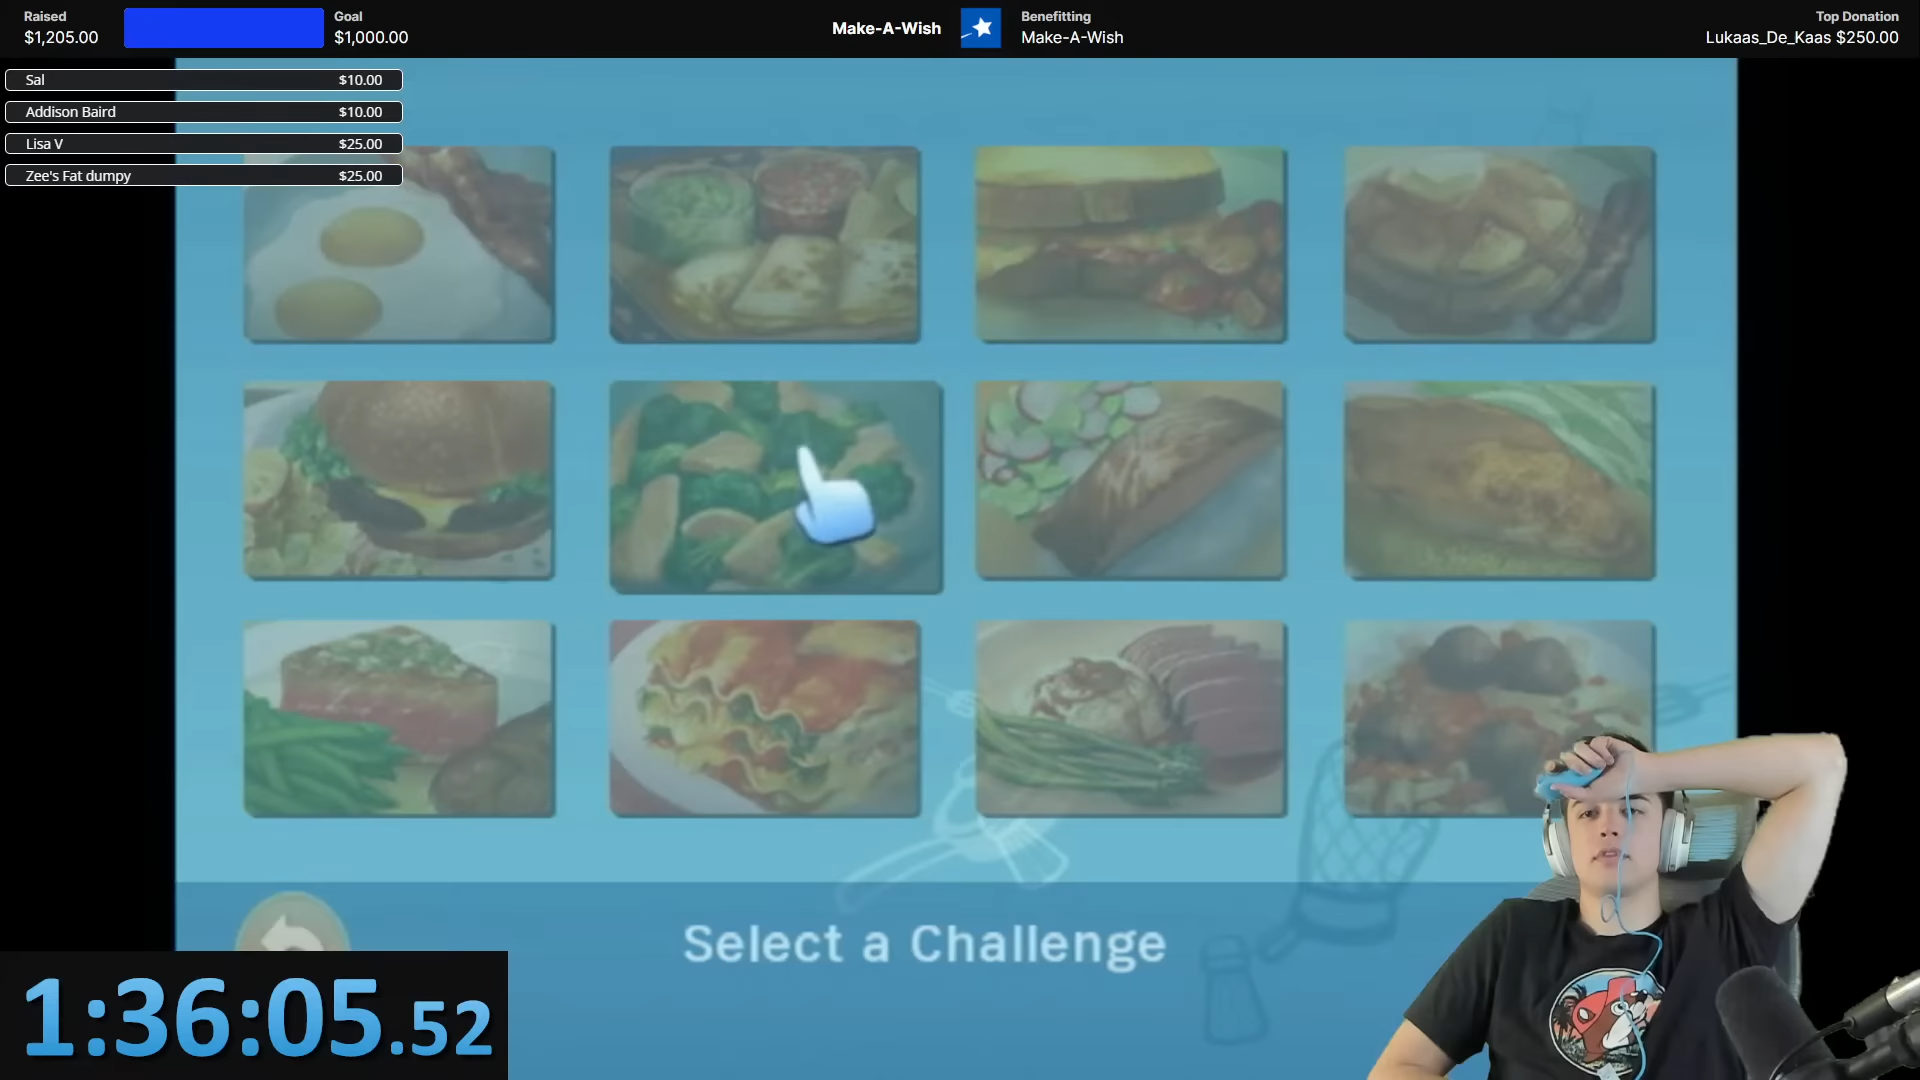 Raised
$1,205.00
Goal
$1,000.00
Make-A-Wish
Benefitting
Make-A-Wish
Top Donation
Lukaas_De_Kaas $250.00
Sal $10.00
Addison Baird $10.00
Lisa V $25.00
Zee's Fat dumpy $25.00
Select a Challenge
1:36:05.52